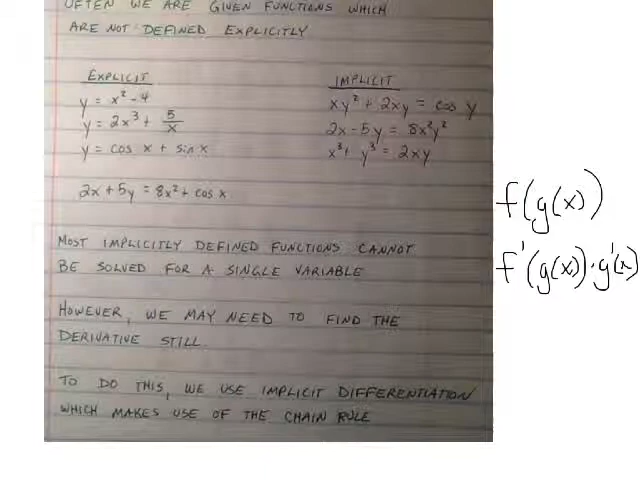 OFTEN WE ARE GIVEN FUNCTIONS WHICH
ARE NOT DEFINED EXPLICITLY
EXPLICIT
y = x² - 4
y = 2x³ + 5/x
y = cos x + sin x
2x + 5y = 8x² + cos x
IMPLICIT
xy² + 2xy = cos y
2x - 5y = 8x²y²
x³ + y³ = 2xy
MOST IMPLICITLY DEFINED FUNCTIONS CANNOT
BE SOLVED FOR A SINGLE VARIABLE
HOWEVER, WE MAY NEED TO FIND THE
DERIVATIVE STILL.
TO DO THIS, WE USE IMPLICIT DIFFERENTIATION
WHICH MAKES USE OF THE CHAIN RULE
f(g(x))
f'(g(x))·g'(x)